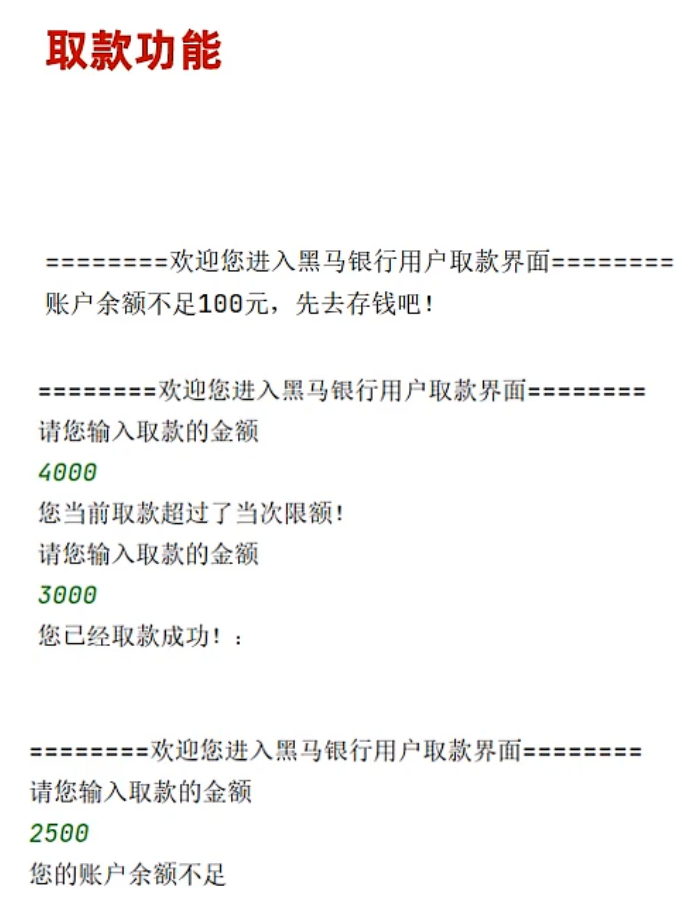 取款功能
========欢迎您进入黑马银行用户取款界面========
账户余额不足100元，先去存钱吧！
========欢迎您进入黑马银行用户取款界面========
请您输入取款的金额
4000
您当前取款超过了当次限额！
请您输入取款的金额
3000
您已经取款成功！：
========欢迎您进入黑马银行用户取款界面========
请您输入取款的金额
2500
您的账户余额不足